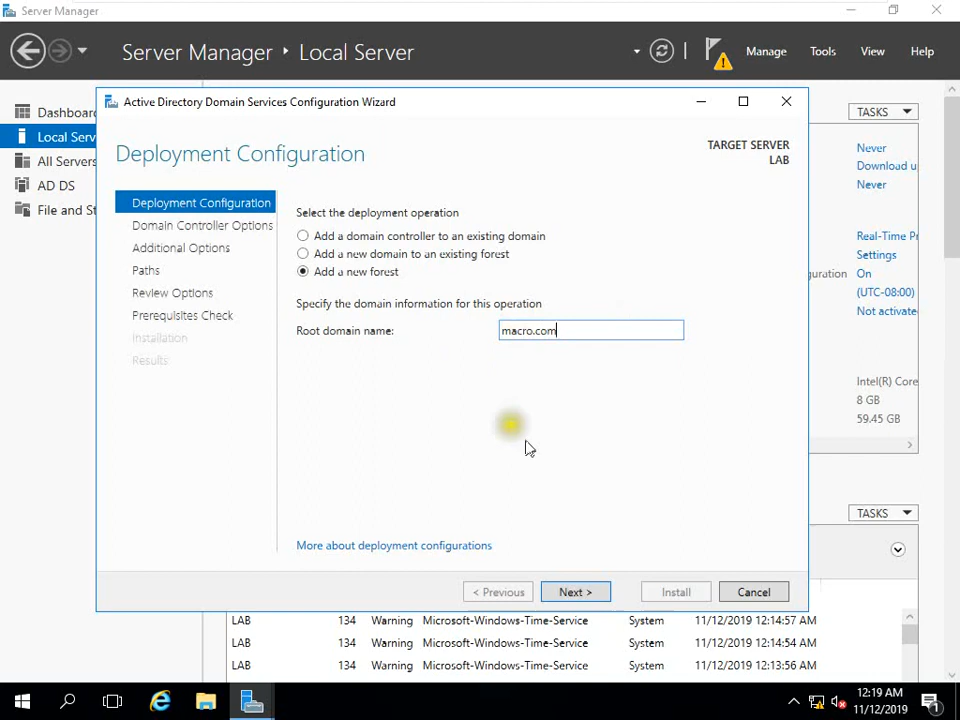 Server Manager
Server Manager • Local Server
Manage Tools View Help
Active Directory Domain Services Configuration Wizard
Deployment Configuration
TARGET SERVER
LAB
Deployment Configuration
Domain Controller Options
Additional Options
Paths
Review Options
Prerequisites Check
Installation
Results
Select the deployment operation
Add a domain controller to an existing domain
Add a new domain to an existing forest
Add a new forest
Specify the domain information for this operation
Root domain name: macro.com
More about deployment configurations
< Previous Next > Install Cancel
Dashboar
Local Serv
All Servers
AD DS
File and St
TASKS
Never
Download u
Never
Real-Time Pr
Settings
guration On
(UTC-08:00)
Not activate
Intel(R) Core
8 GB
59.45 GB
TASKS
LAB 134 Warning Microsoft-Windows-Time-Service System 11/12/2019 12:14:57 AM
LAB 134 Warning Microsoft-Windows-Time-Service System 11/12/2019 12:14:54 AM
LAB 134 Warning Microsoft-Windows-Time-Service System 11/12/2019 12:13:56 AM
12:19 AM
11/12/2019
1